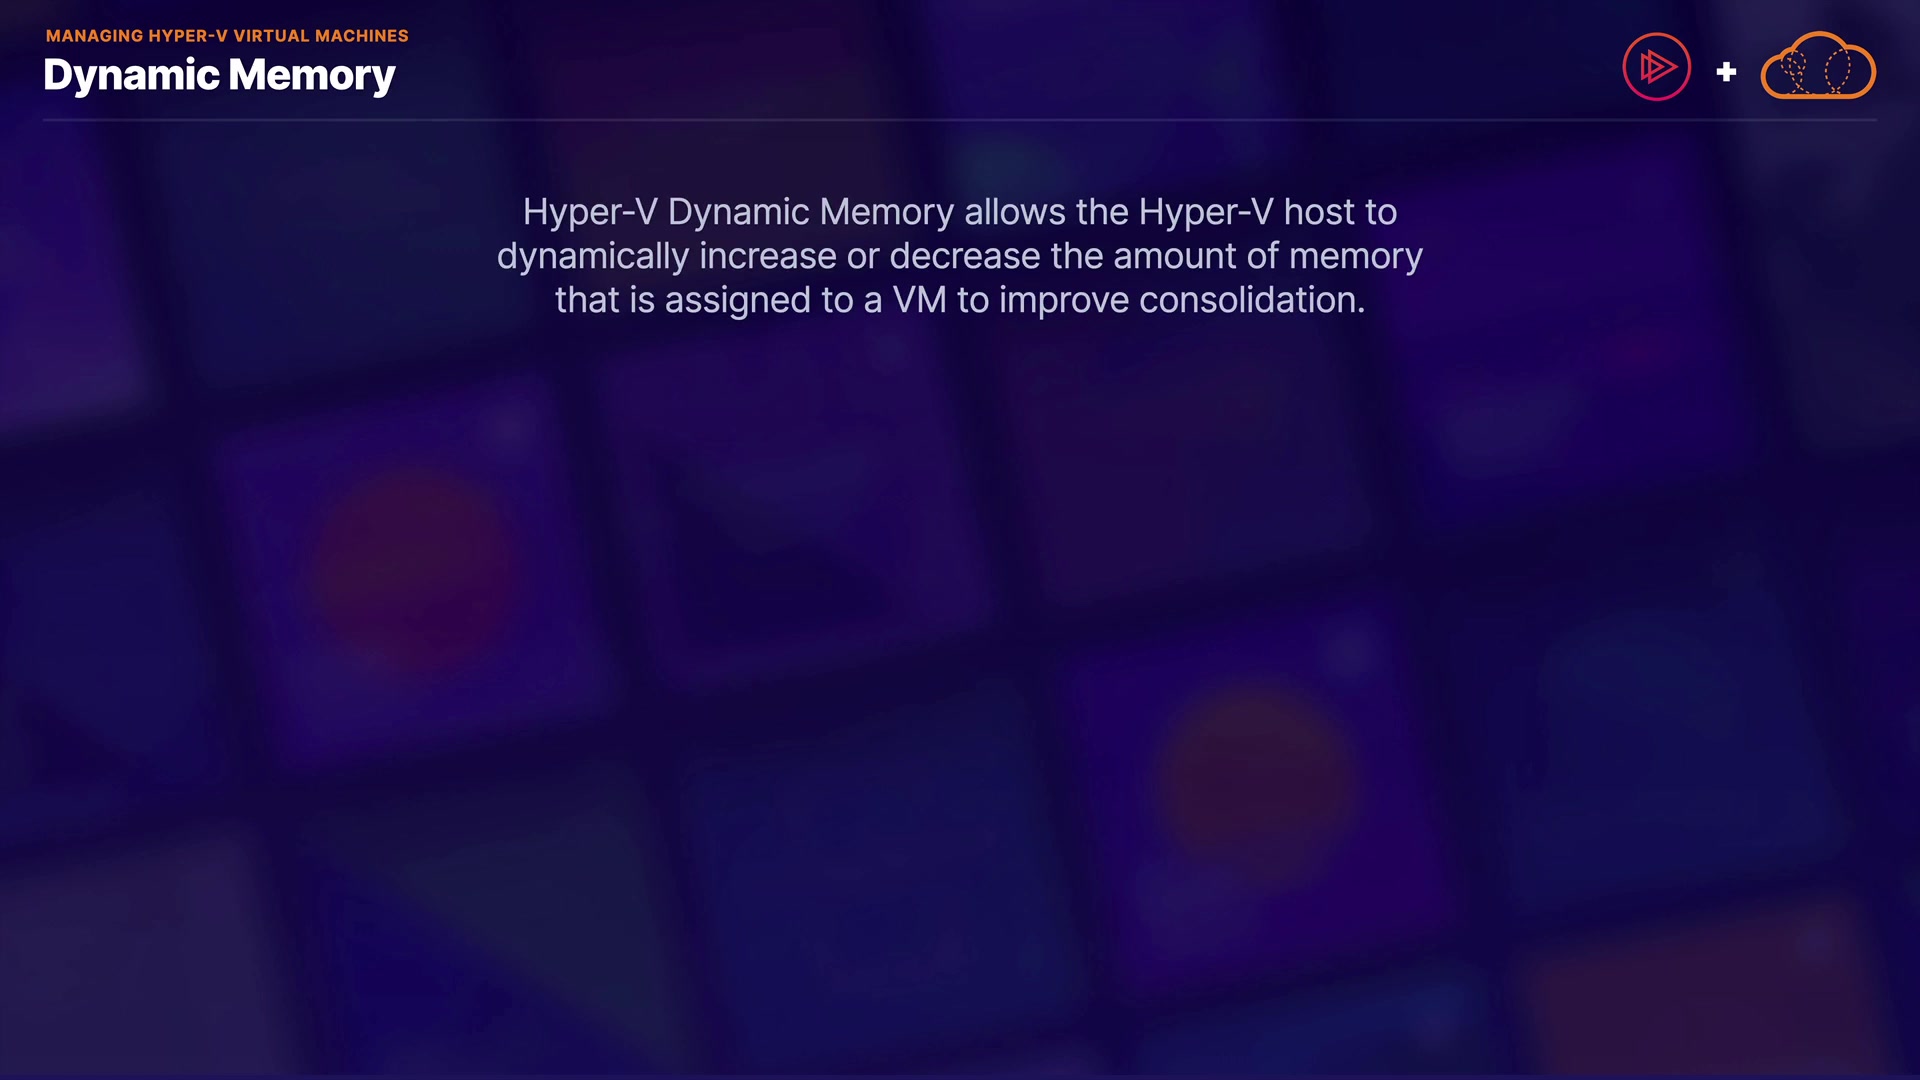 MANAGING HYPER-V VIRTUAL MACHINES
Dynamic Memory
+
Hyper-V Dynamic Memory allows the Hyper-V host to
dynamically increase or decrease the amount of memory
that is assigned to a VM to improve consolidation.